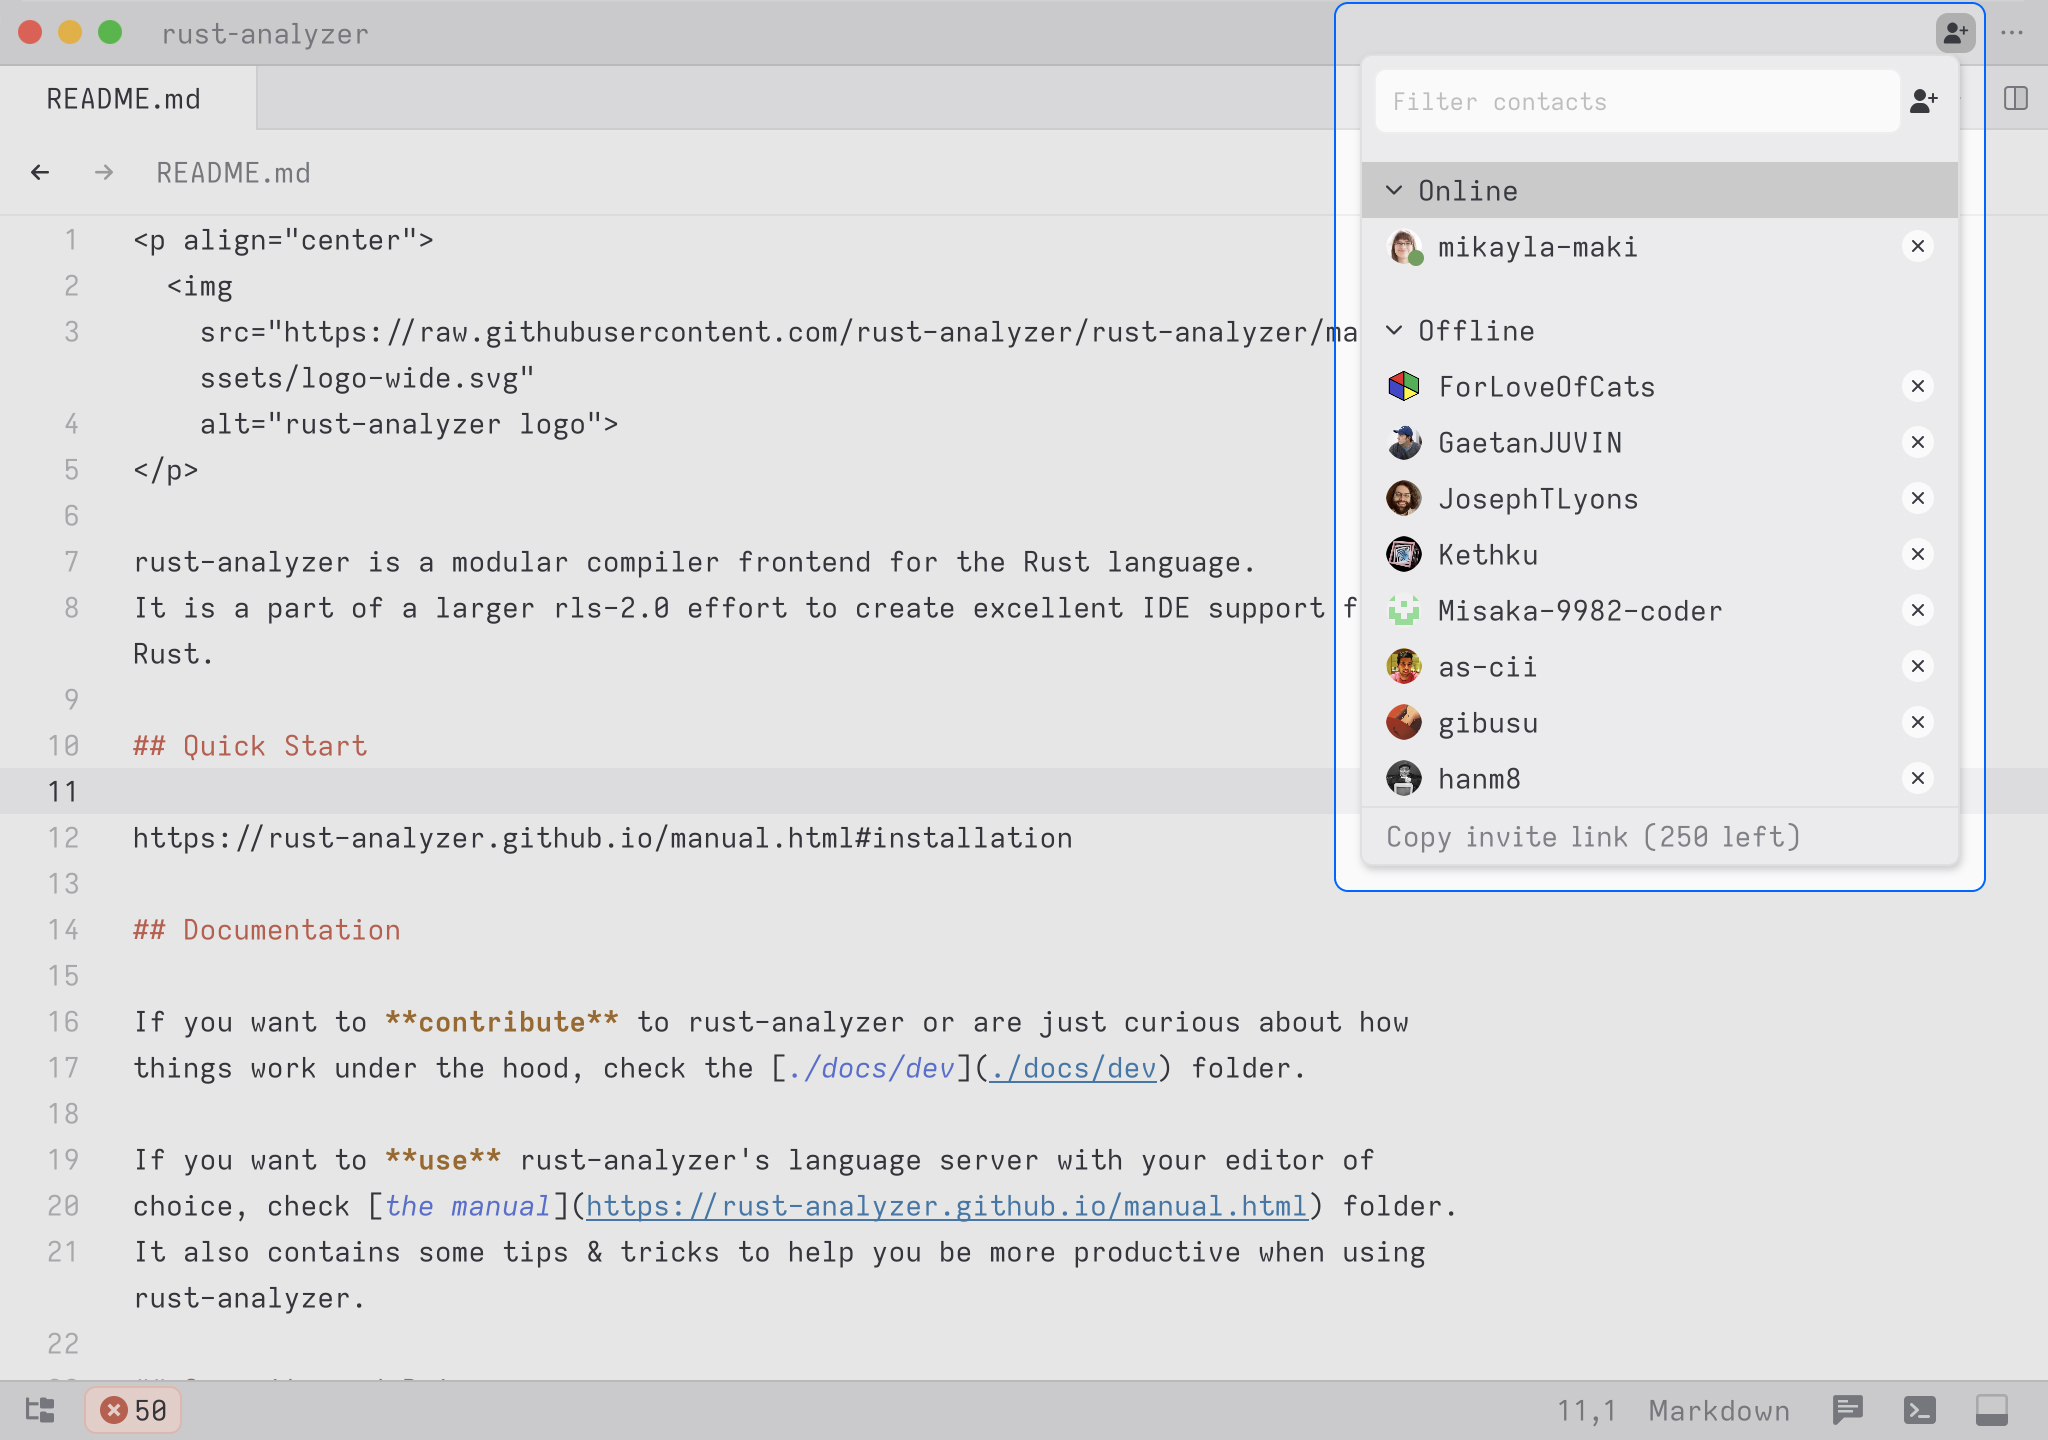 rust-analyzer
README.md
README.md
1 <p align="center">
2 <img
3 src="https://raw.githubusercontent.com/rust-analyzer/rust-analyzer/ma
ssets/logo-wide.svg"
4 alt="rust-analyzer logo">
5 </p>
6
7 rust-analyzer is a modular compiler frontend for the Rust language.
8 It is a part of a larger rls-2.0 effort to create excellent IDE support f
Rust.
9
10 ## Quick Start
11
12 https://rust-analyzer.github.io/manual.html#installation
13
14 ## Documentation
15
16 If you want to **contribute** to rust-analyzer or are just curious about how
17 things work under the hood, check the [./docs/dev](./docs/dev) folder.
18
19 If you want to **use** rust-analyzer's language server with your editor of
20 choice, check [the manual](https://rust-analyzer.github.io/manual.html) folder.
21 It also contains some tips & tricks to help you be more productive when using
rust-analyzer.
22
Filter contacts
Online
mikayla-maki
Offline
ForLoveOfCats
GaetanJUVIN
JosephTLyons
Kethku
Misaka-9982-coder
as-cii
gibusu
hanm8
Copy invite link (250 left)
50
11,1 Markdown